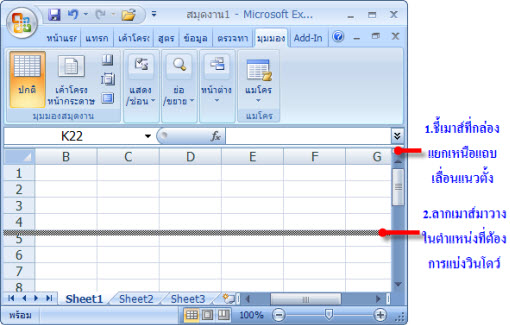 สมุดงาน1 - Microsoft Ex...
หน้าแรก แทรก เค้าโครง สูตร ข้อมูล ตรวจทา มุมมอง Add-In
ปกติ เค้าโครงหน้ากระดาษ แสดง/ซ่อน ย่อ/ขยาย หน้าต่าง แมโคร
มุมมองสมุดงาน แมโคร
K22 fx
B C D E F G
1
2
3
4
5
6
7
8
1.ชี้เมาส์ที่กล่อง
แยกเหนือแถบ
เลื่อนแนวตั้ง
2.ลากเมาส์มาวาง
ในตำแหน่งที่ต้อง
การแบ่งวินโดว์
Sheet1 Sheet2 Sheet3
พร้อม 100%